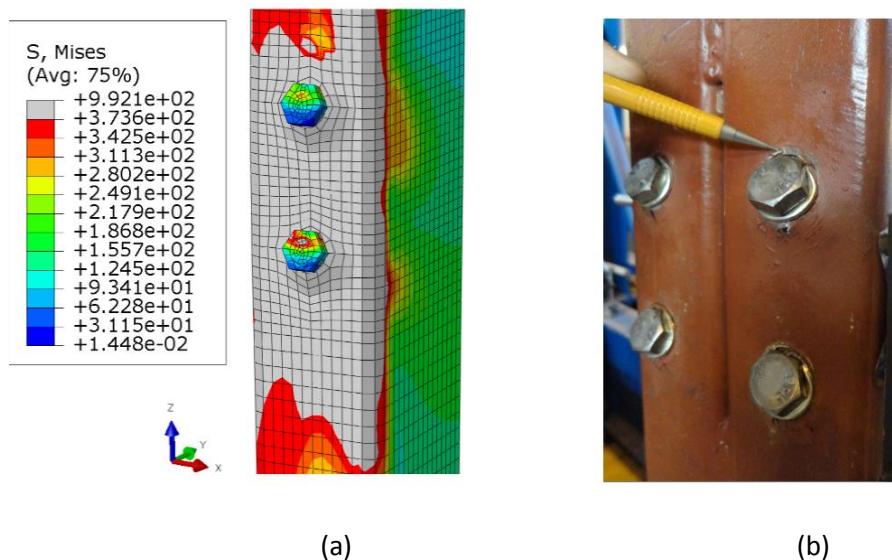 S, Mises
(Avg: 75%)
+9.921e+02
+3.736e+02
+3.425e+02
+3.113e+02
+2.802e+02
+2.491e+02
+2.179e+02
+1.868e+02
+1.557e+02
+1.245e+02
+9.341e+01
+6.228e+01
+3.115e+01
+1.448e-02
Z
Y
X
(a)
(b)